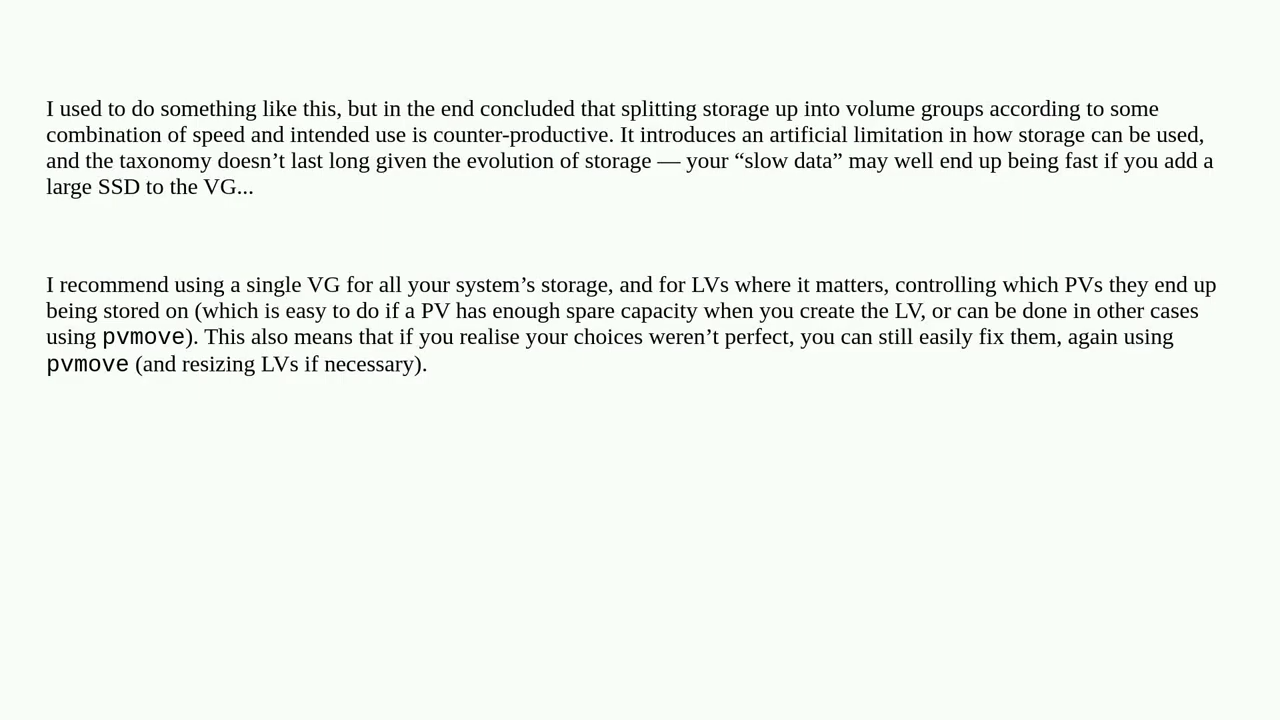 I used to do something like this, but in the end concluded that splitting storage up into volume groups according to some
combination of speed and intended use is counter-productive. It introduces an artificial limitation in how storage can be used,
and the taxonomy doesn’t last long given the evolution of storage — your “slow data” may well end up being fast if you add a
large SSD to the VG...
I recommend using a single VG for all your system’s storage, and for LVs where it matters, controlling which PVs they end up
being stored on (which is easy to do if a PV has enough spare capacity when you create the LV, or can be done in other cases
using pvmove). This also means that if you realise your choices weren’t perfect, you can still easily fix them, again using
pvmove (and resizing LVs if necessary).